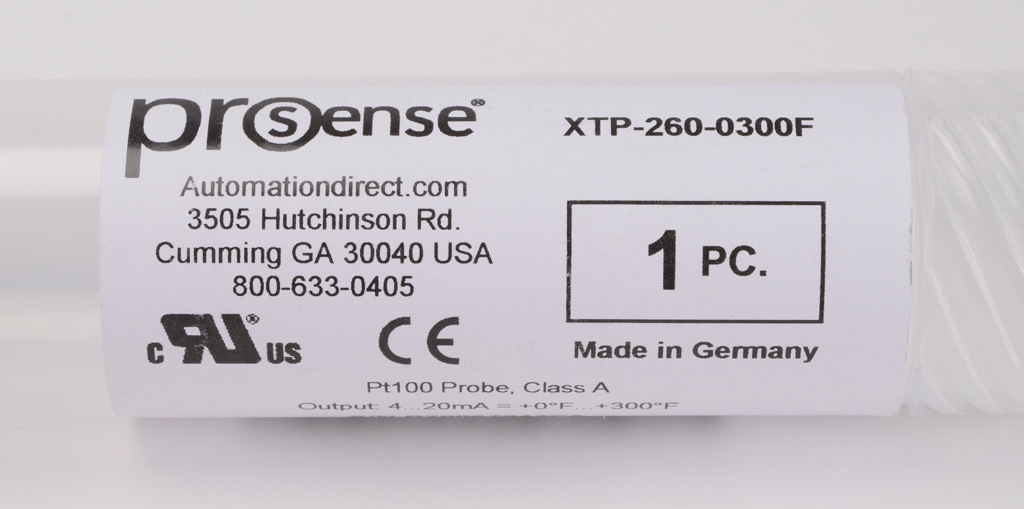 prosense®
XTP-260-0300F
Automationdirect.com
3505 Hutchinson Rd.
Cumming GA 30040 USA
800-633-0405
1 PC.
c RU® US
CE
Made in Germany
Pt100 Probe, Class A
Output: 4...20mA = +0°F...+300°F